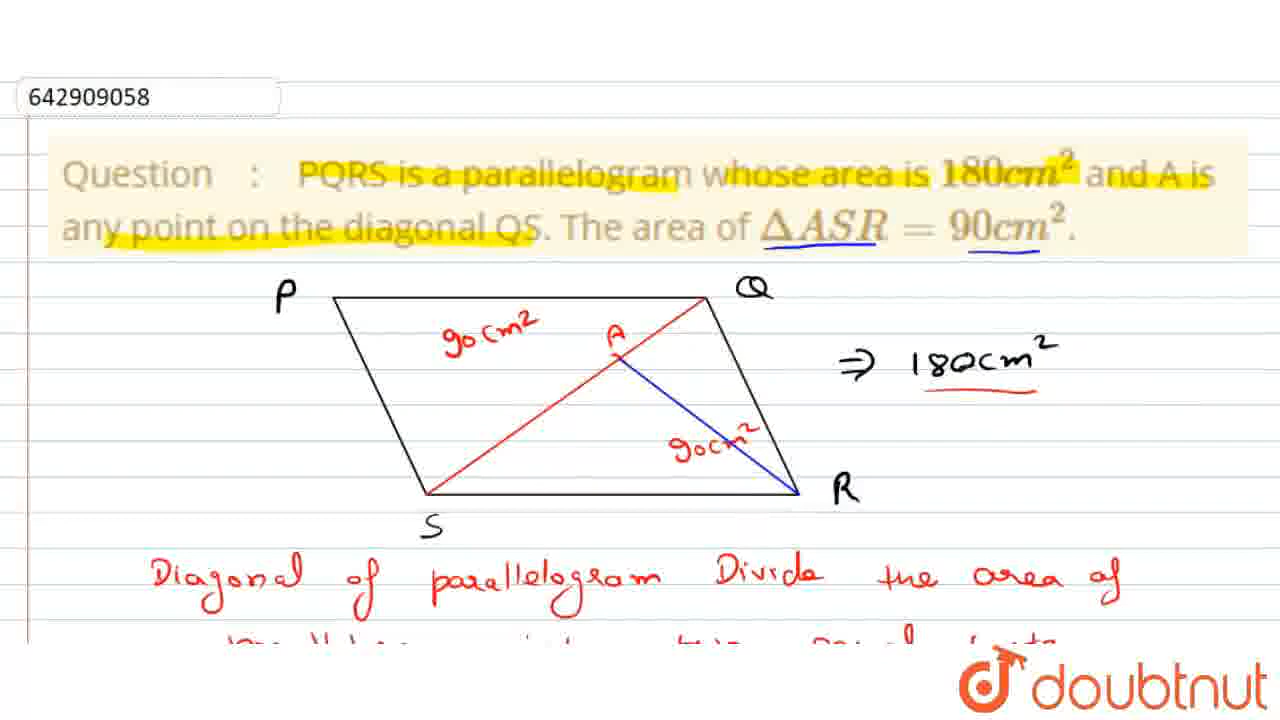 642909058
Question : PQRS is a parallelogram whose area is 180cm² and A is
any point on the diagonal QS. The area of ΔASR = 90cm².
P
Q
90cm²
A
⇒ 180cm²
90cm²
R
S
Diagonal of parallelogram Divide the area of
doubtnut